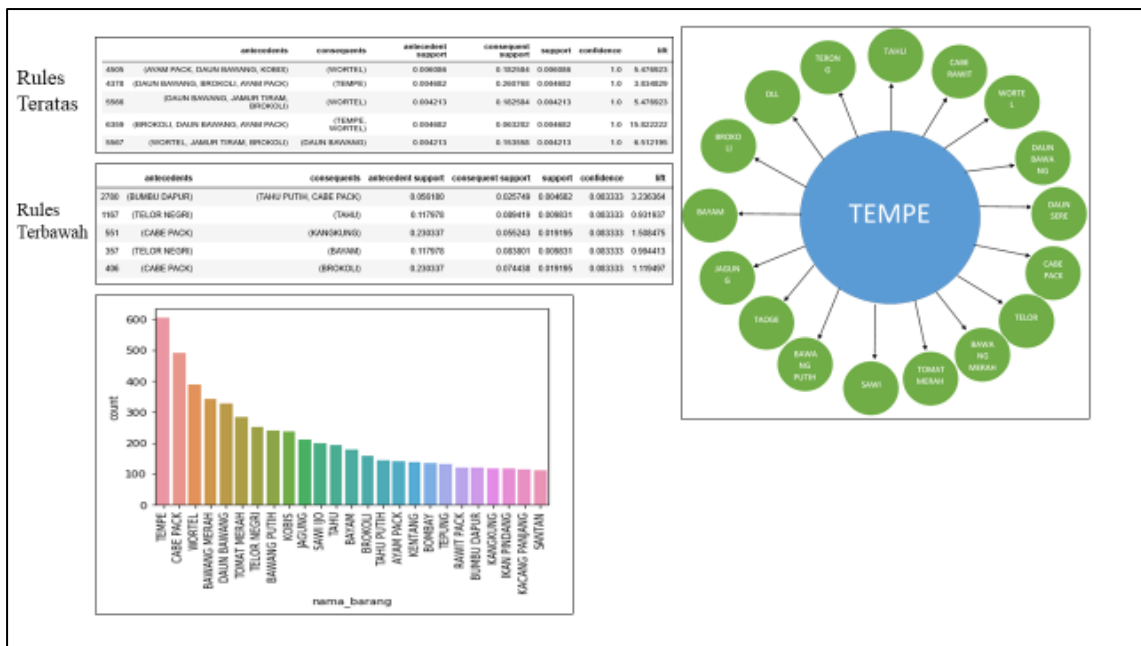 Rules
Teratas
antecedents consequents antecedent support consequent support support confidence lift
4505 (AYAM PACK, DAUN BAWANG, KOBIS) (WORTEL) 0.006086 0.182584 0.006086 1.0 5.476923
4378 (DAUN BAWANG, BROKOLI, AYAM PACK) (TEMPE) 0.004682 0.260768 0.004682 1.0 3.834829
5566 (DAUN BAWANG, JAMUR TIRAM, BROKOLI) (WORTEL) 0.004213 0.182584 0.004213 1.0 5.476923
6359 (BROKOLI, DAUN BAWANG, AYAM PACK) (TEMPE, WORTEL) 0.004682 0.063202 0.004682 1.0 15.822222
5567 (WORTEL, JAMUR TIRAM, BROKOLI) (DAUN BAWANG) 0.004213 0.153558 0.004213 1.0 6.512195
Rules
Terbawah
antecedents consequents antecedent support consequent support support confidence lift
2780 (BUMBU DAPUR) (TAHU PUTIH, CABE PACK) 0.056180 0.025749 0.004682 0.083333 3.236364
1167 (TELOR NEGRI) (TAHU) 0.117978 0.089419 0.009831 0.083333 0.931937
551 (CABE PACK) (KANGKUNG) 0.230337 0.055243 0.019195 0.083333 1.508475
357 (TELOR NEGRI) (BAYAM) 0.117978 0.083801 0.009831 0.083333 0.994413
406 (CABE PACK) (BROKOLI) 0.230337 0.074438 0.019195 0.083333 1.119497
600
500
400
300
200
100
0
count
TEMPE
CABE PACK
WORTEL
BAWANG MERAH
DAUN BAWANG
TOMAT MERAH
TELOR NEGRI
BAWANG PUTIH
KOBIS
JAGUNG
SAWI IJO
TAHU
BAYAM
BROKOLI
TAHU PUTIH
AYAM PACK
KENTANG
BOMBAY
TEPUNG
RAWIT PACK
BUMBU DAPUR
KANGKUNG
IKAN PINDANG
KACANG PANJANG
SANTAN
nama_barang
TEMPE
TAHU
CABE
RAWIT
WORTE
L
DAUN
BAWA
NG
DAUN
SERE
CABE
PACK
TELOR
BAWA
NG
MERAH
TOMAT
MERAH
SAWI
BAWA
NG
PUTIH
TAOGE
JAGUN
G
BAYAM
BROKO
LI
DLL
TERON
G